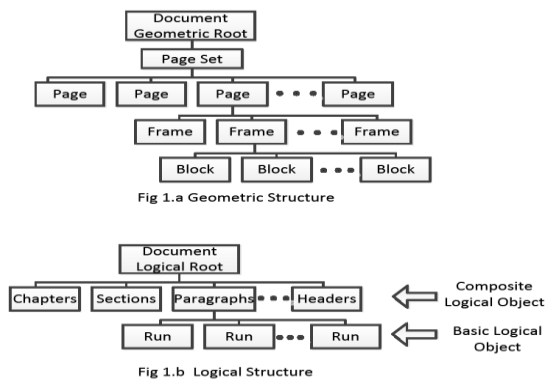 Document
Geometric Root
Page Set
Page Page Page Page
Frame Frame Frame
Block Block Block
Fig 1.a Geometric Structure
Document
Logical Root
Chapters Sections Paragraphs Headers
Composite
Logical Object
Run Run Run
Basic Logical
Object
Fig 1.b Logical Structure